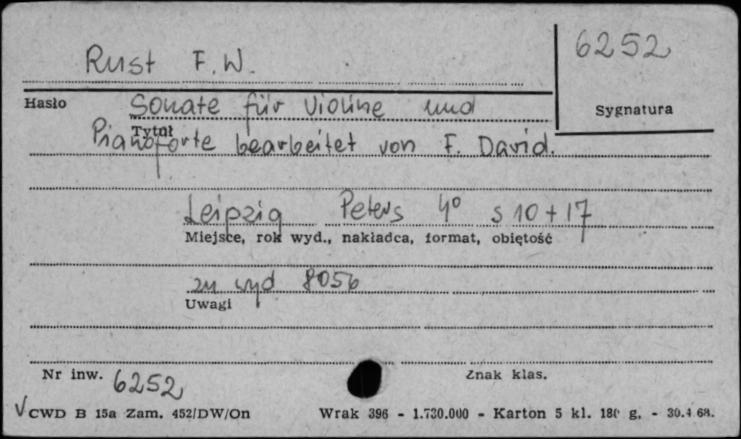 Rust F. W.
6252
Hasło
Sonate für Violine und
Sygnatura
Tytuł
Pianoforte bearbeitet von F. David.
Leipzig Peters 4° s 10 + 17
Miejsce, rok wyd., nakładca, format, objętość
nr wyd 8056
Uwagi
Nr inw. 6252
Znak klas.
CWD B 15a Zam. 452/DW/On Wrak 396 - 1.730.000 - Karton 5 kl. 180 g. - 30.4.68.